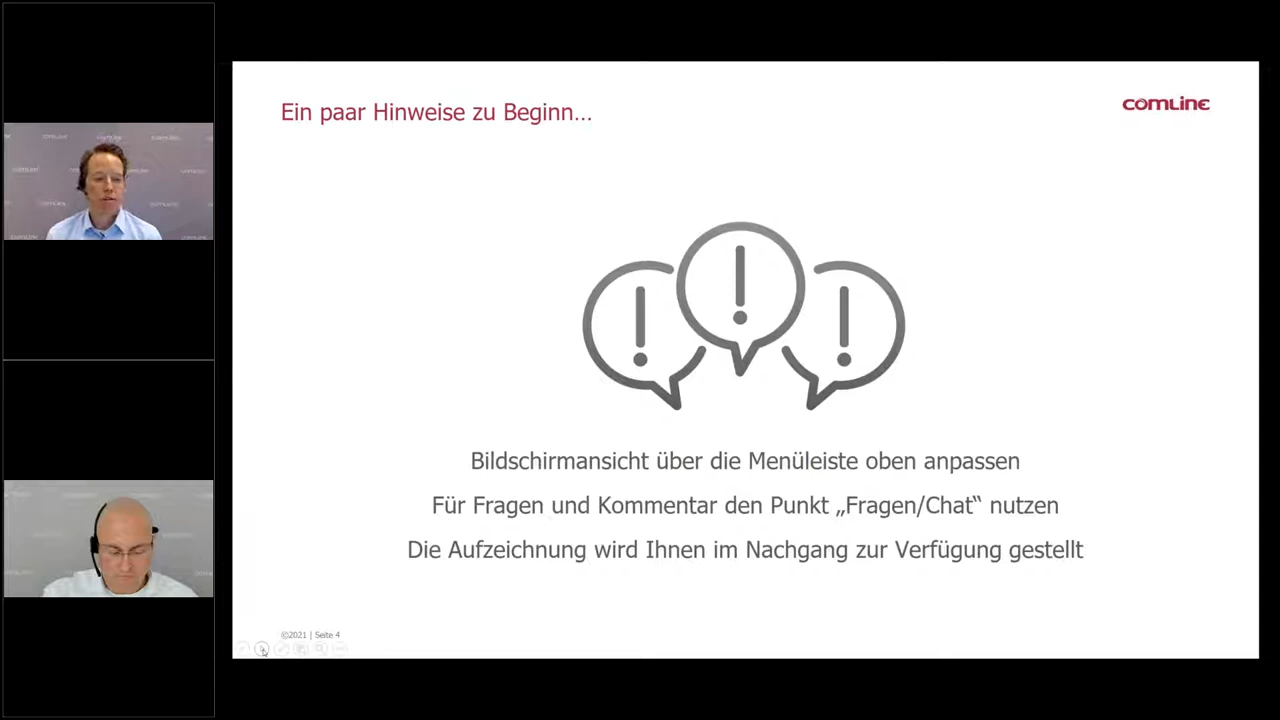 Ein paar Hinweise zu Beginn...
comline
Bildschirmansicht über die Menüleiste oben anpassen
Für Fragen und Kommentar den Punkt „Fragen/Chat“ nutzen
Die Aufzeichnung wird Ihnen im Nachgang zur Verfügung gestellt
©2021 | Seite 4